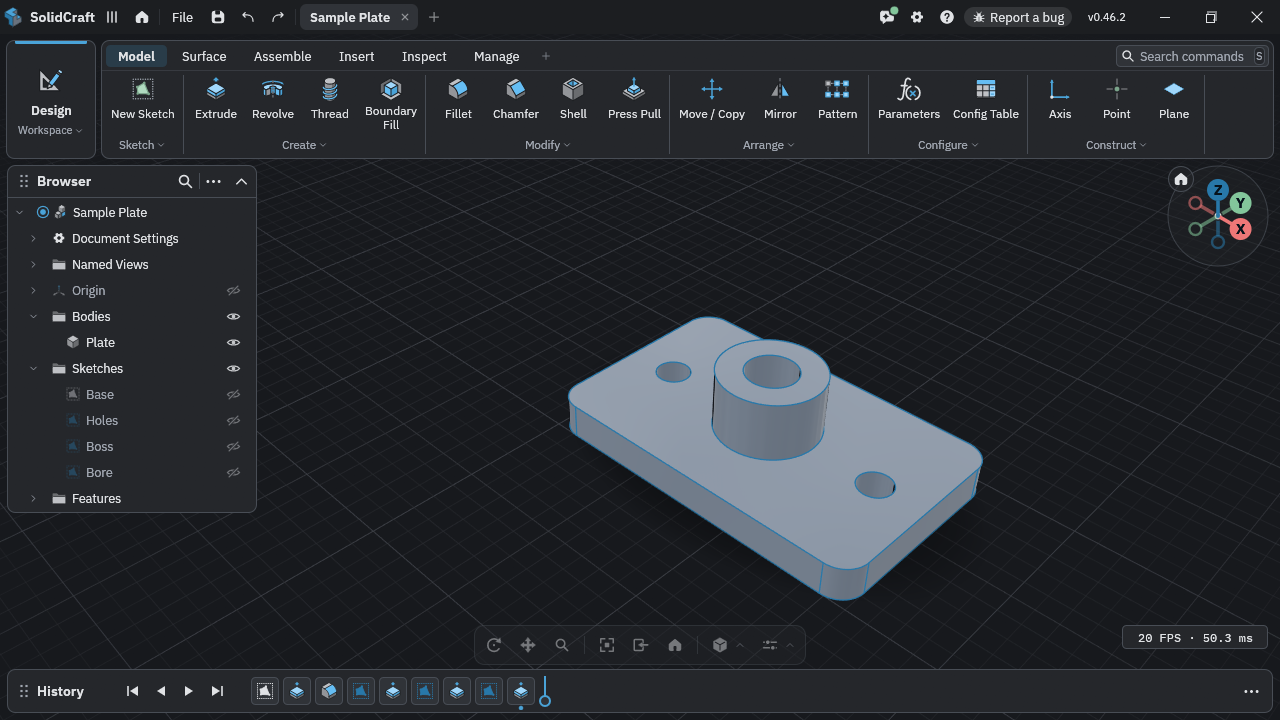 SolidCraft
File
Sample Plate
Report a bug
v0.46.2
Design
Workspace
Model
Surface
Assemble
Insert
Inspect
Manage
Search commands
S
New Sketch
Extrude
Revolve
Thread
Boundary
Fill
Fillet
Chamfer
Shell
Press Pull
Move / Copy
Mirror
Pattern
Parameters
Config Table
Axis
Point
Plane
Sketch
Create
Modify
Arrange
Configure
Construct
Browser
Sample Plate
Document Settings
Named Views
Origin
Bodies
Plate
Sketches
Base
Holes
Boss
Bore
Features
Z
Y
X
20 FPS · 50.3 ms
History